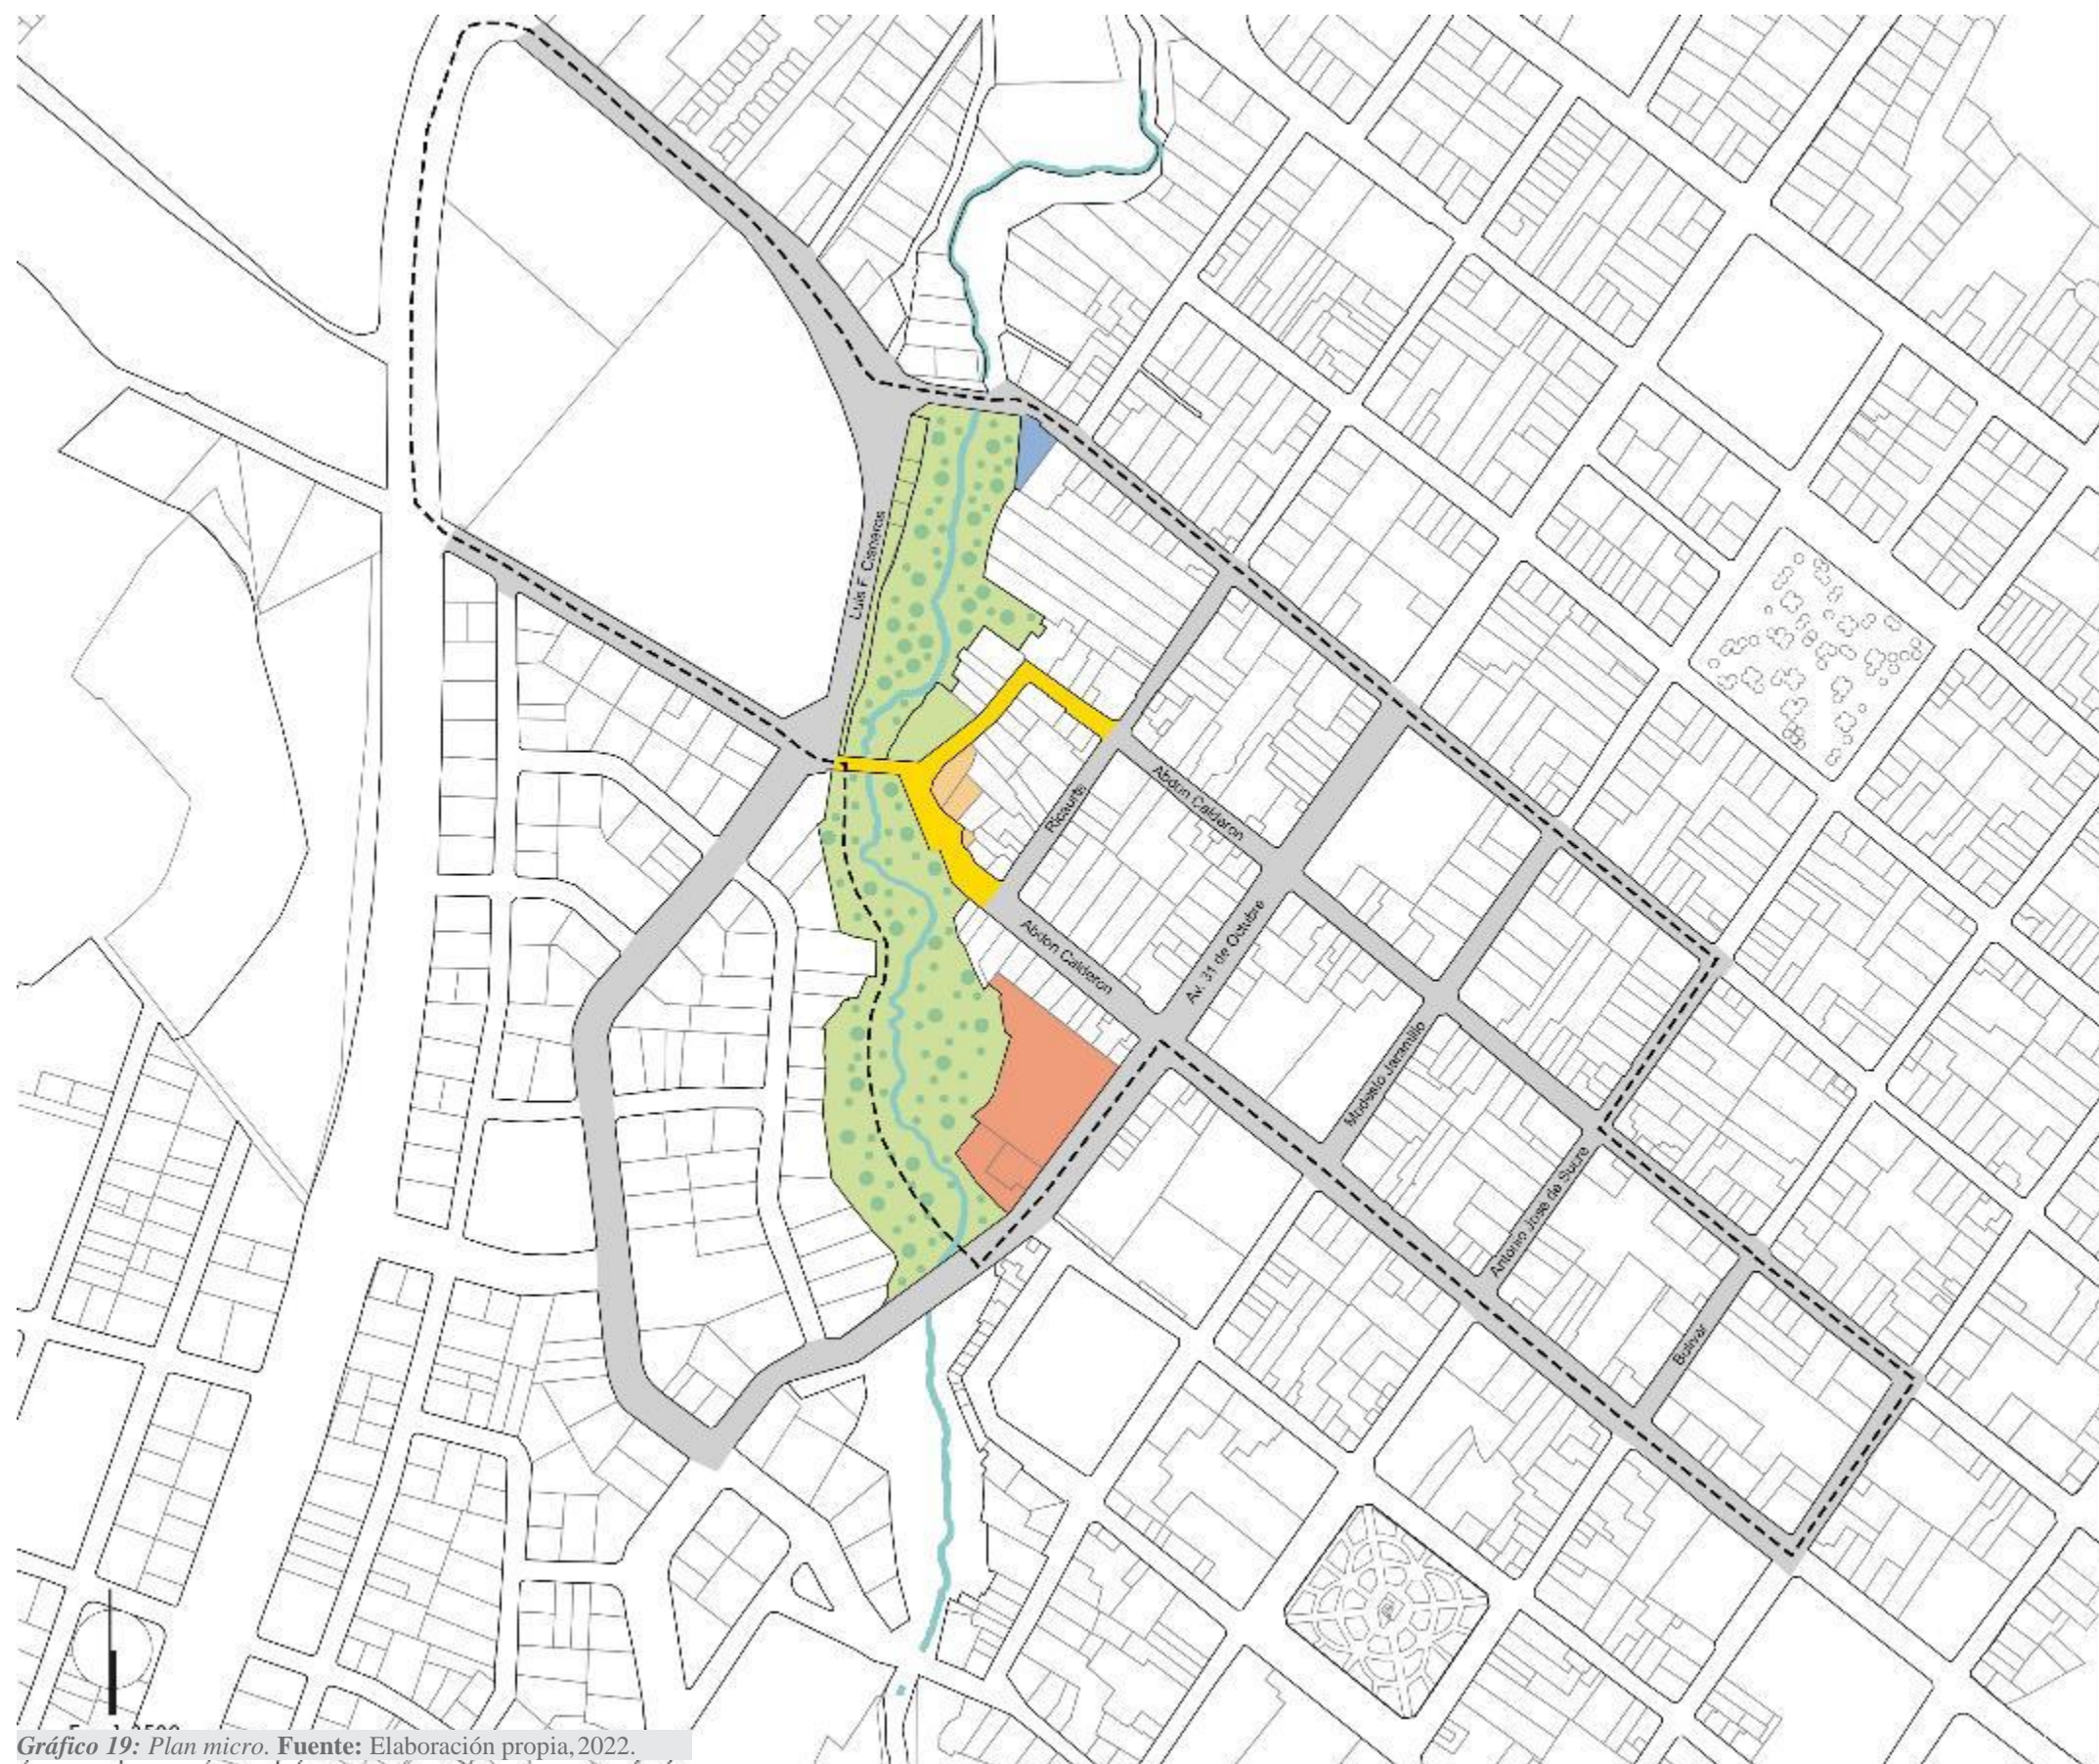 Luis F. Cisneros
Abdon Calderon
Ricaurte
Av. 31 de Octubre
Abdon Calderon
Modesto Jaramillo
Antonio Jose de Sucre
Bolivar
Gráfico 19: Plan micro. Fuente: Elaboración propia, 2022.